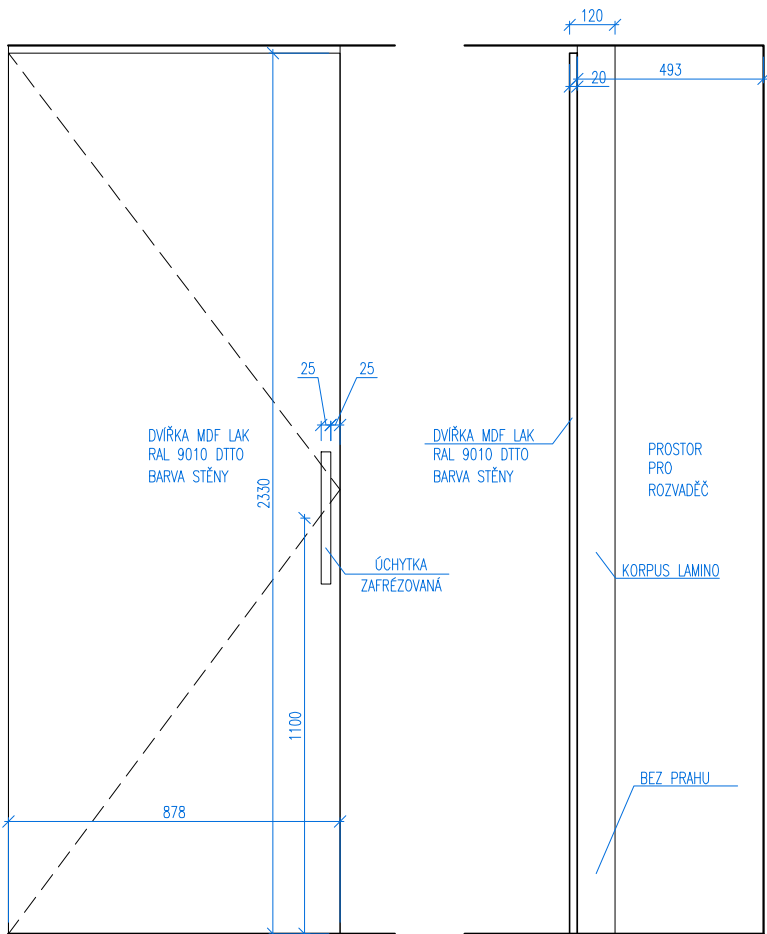 120
20
493
25
25
DVÍŘKA MDF LAK
RAL 9010 DTTO
BARVA STĚNY
2330
DVÍŘKA MDF LAK
RAL 9010 DTTO
BARVA STĚNY
PROSTOR
PRO
ROZVADĚČ
ÚCHYTKA
ZAFRÉZOVANÁ
KORPUS LAMINO
1100
BEZ PRAHU
878